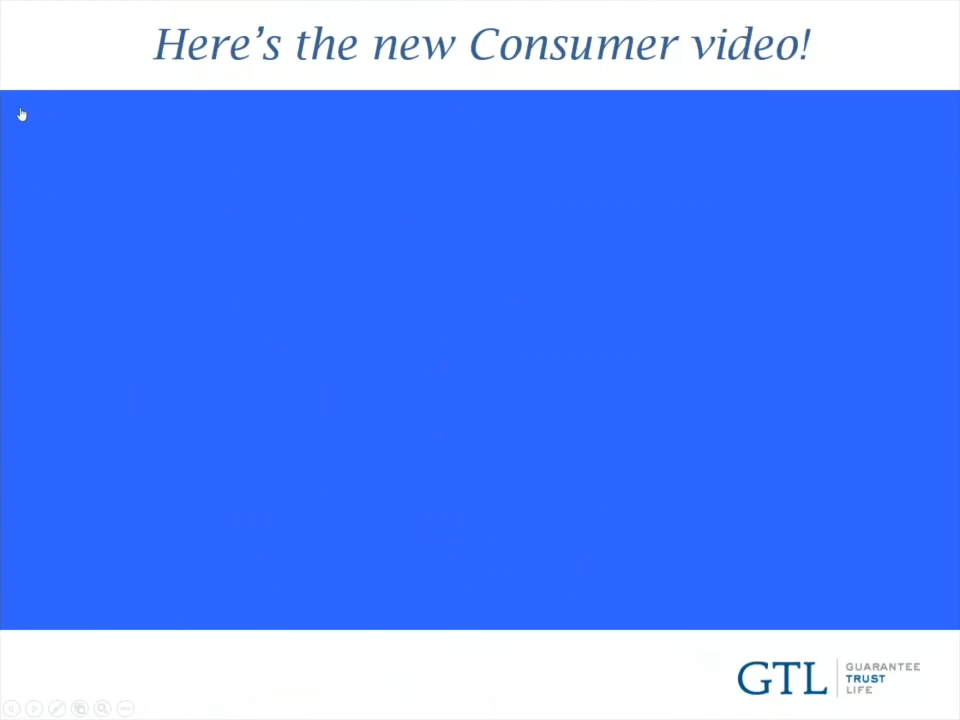 Here's the new Consumer video!
GTL
GUARANTEE
TRUST
LIFE